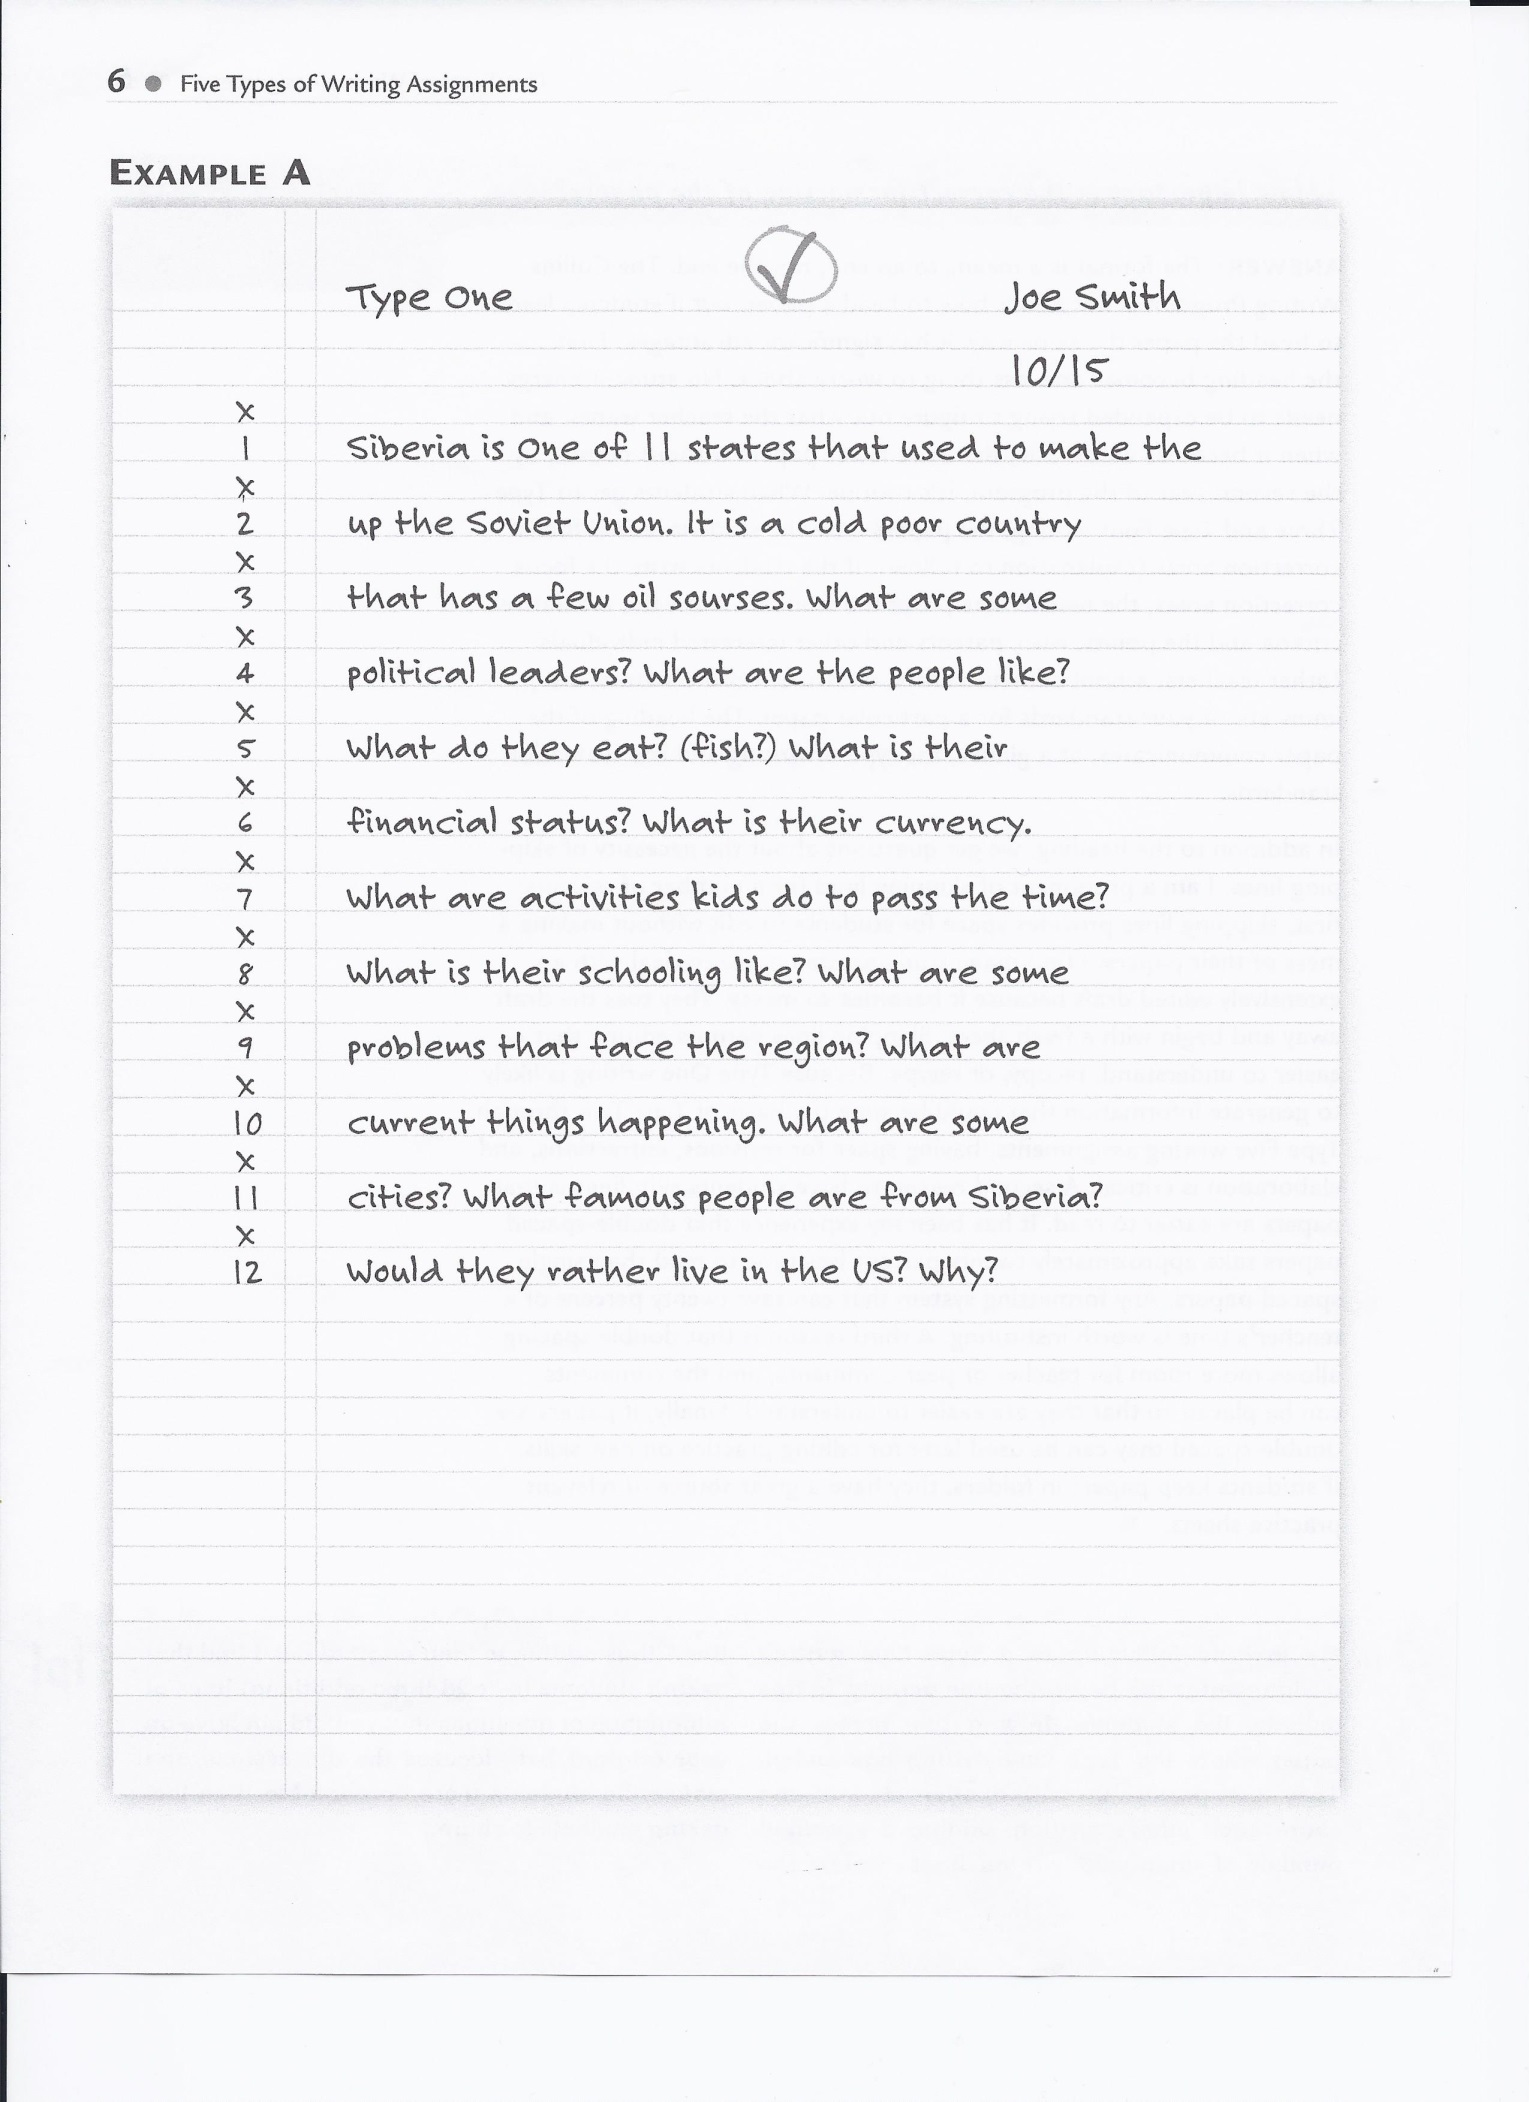 6 ● Five Types of Writing Assignments
EXAMPLE A
Type One Joe Smith
10/15
X
1 Siberia is one of 11 states that used to make the
X
2 up the Soviet Union. It is a cold poor country
X
3 that has a few oil sourses. What are some
X
4 political leaders? What are the people like?
X
5 What do they eat? (fish?) What is their
X
6 financial status? What is their currency.
X
7 What are activities kids do to pass the time?
X
8 What is their schooling like? What are some
X
9 problems that face the region? What are
X
10 current things happening. What are some
X
11 cities? What famous people are from Siberia?
X
12 Would they rather live in the US? Why?